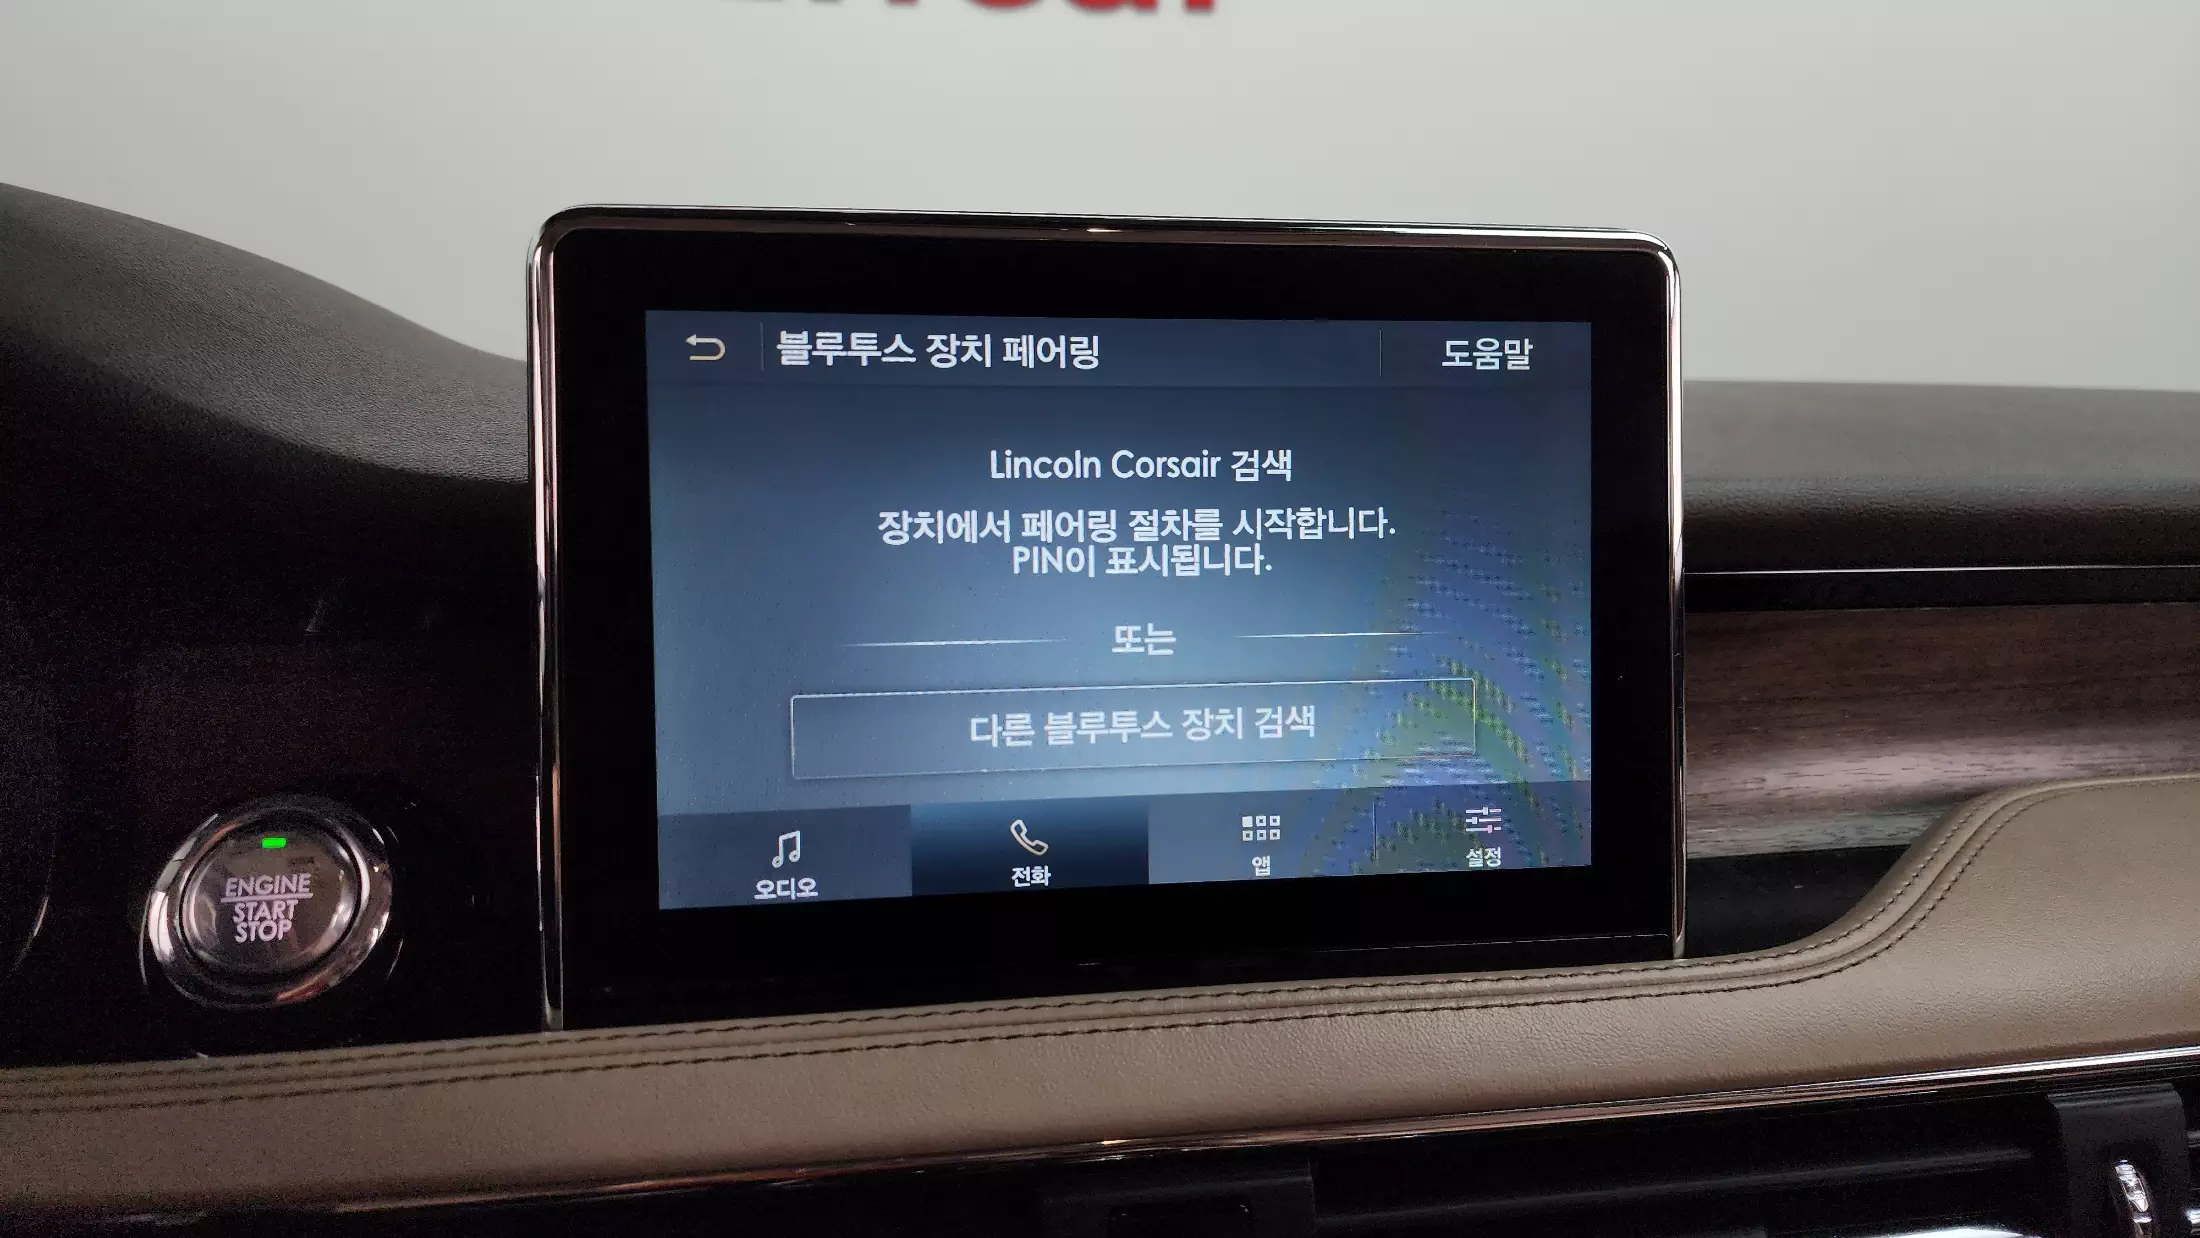 블루투스 장치 페어링
도움말
Lincoln Corsair 검색
장치에서 페어링 절차를 시작합니다.
PIN이 표시됩니다.
또는
다른 블루투스 장치 검색
오디오
전화
앱
설정
ENGINE
START
STOP